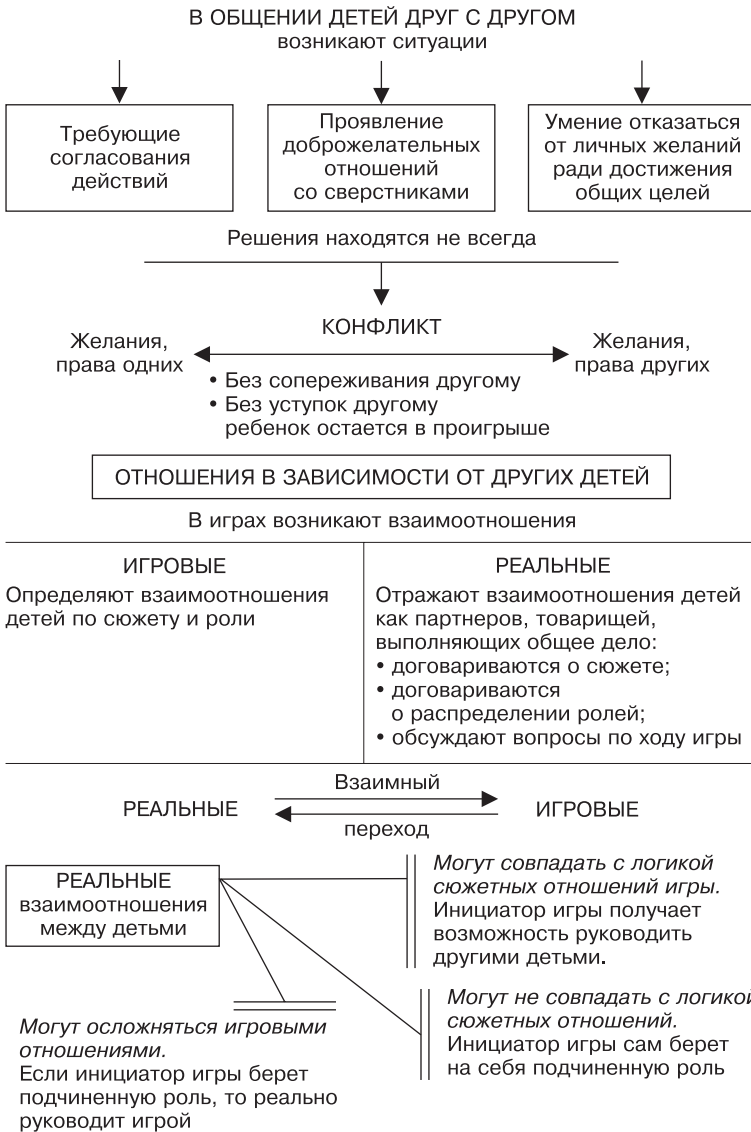 В ОБЩЕНИИ ДЕТЕЙ ДРУГ С ДРУГОМ
возникают ситуации
Требующие
согласования
действий
Проявление
доброжелательных
отношений
со сверстниками
Умение отказаться
от личных желаний
ради достижения
общих целей
Решения находятся не всегда
КОНФЛИКТ
Желания,
права одних
Желания,
права других
• Без сопереживания другому
• Без уступок другому
ребенок остается в проигрыше
ОТНОШЕНИЯ В ЗАВИСИМОСТИ ОТ ДРУГИХ ДЕТЕЙ
В играх возникают взаимоотношения
ИГРОВЫЕ
Определяют взаимоотношения
детей по сюжету и роли
РЕАЛЬНЫЕ
Отражают взаимоотношения детей
как партнеров, товарищей,
выполняющих общее дело:
• договариваются о сюжете;
• договариваются
о распределении ролей;
• обсуждают вопросы по ходу игры
РЕАЛЬНЫЕ
Взаимный
переход
ИГРОВЫЕ
РЕАЛЬНЫЕ
взаимоотношения
между детьми
Могут совпадать с логикой
сюжетных отношений игры.
Инициатор игры получает
возможность руководить
другими детьми.
Могут не совпадать с логикой
сюжетных отношений.
Инициатор игры сам берет
на себя подчиненную роль
Могут осложняться игровыми
отношениями.
Если инициатор игры берет
подчиненную роль, то реально
руководит игрой